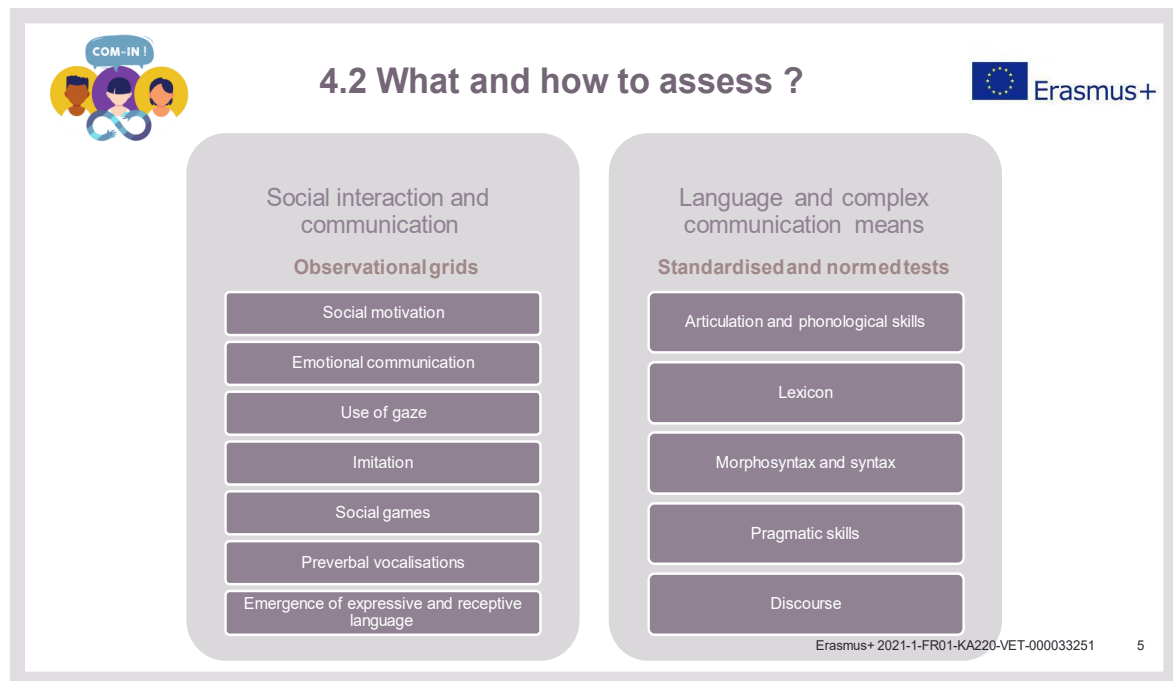 COM-IN !
4.2 What and how to assess ?
Erasmus+
Social interaction and
communication
Observational grids
Social motivation
Emotional communication
Use of gaze
Imitation
Social games
Preverbal vocalisations
Emergence of expressive and receptive
language
Language and complex
communication means
Standardised and normed tests
Articulation and phonological skills
Lexicon
Morphosyntax and syntax
Pragmatic skills
Discourse
Erasmus+ 2021-1-FR01-KA220-VET-000033251 5